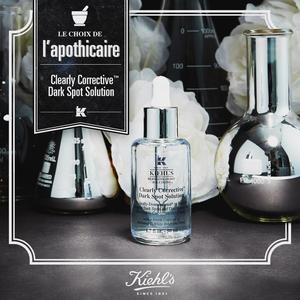 LE CHOIX DE
l'apothicaire
Clearly Corrective™
Dark Spot Solution
K
KIEHL'S
Clearly Corrective™
Dark Spot Solution
Kiehl's
SINCE 1851